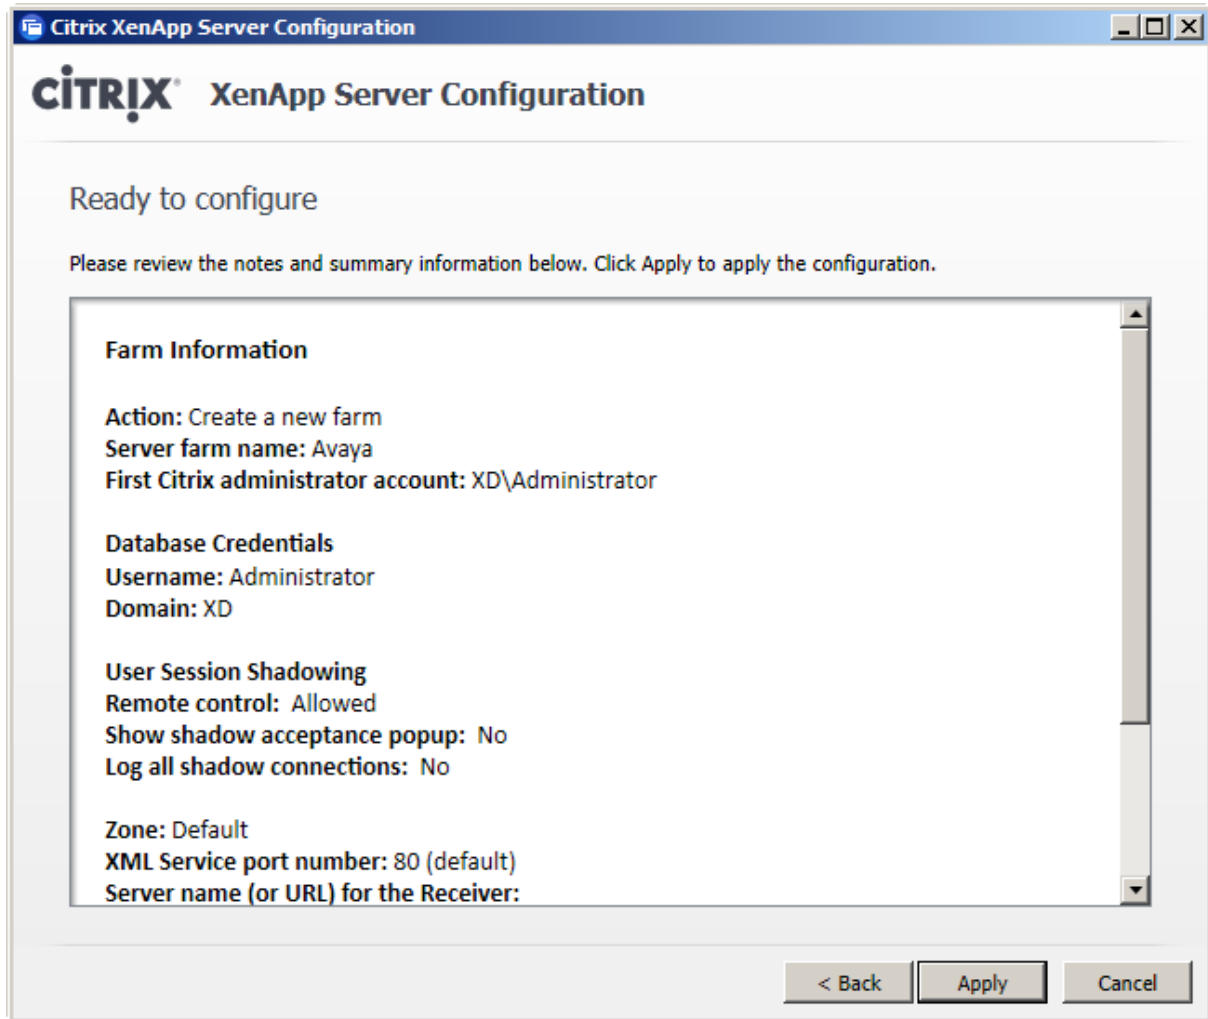 Citrix XenApp Server Configuration
CITRIX XenApp Server Configuration
Ready to configure
Please review the notes and summary information below. Click Apply to apply the configuration.
Farm Information
Action: Create a new farm
Server farm name: Avaya
First Citrix administrator account: XD\Administrator
Database Credentials
Username: Administrator
Domain: XD
User Session Shadowing
Remote control:  Allowed
Show shadow acceptance popup:  No
Log all shadow connections:  No
Zone: Default
XML Service port number: 80 (default)
Server name (or URL) for the Receiver:
< Back Apply Cancel